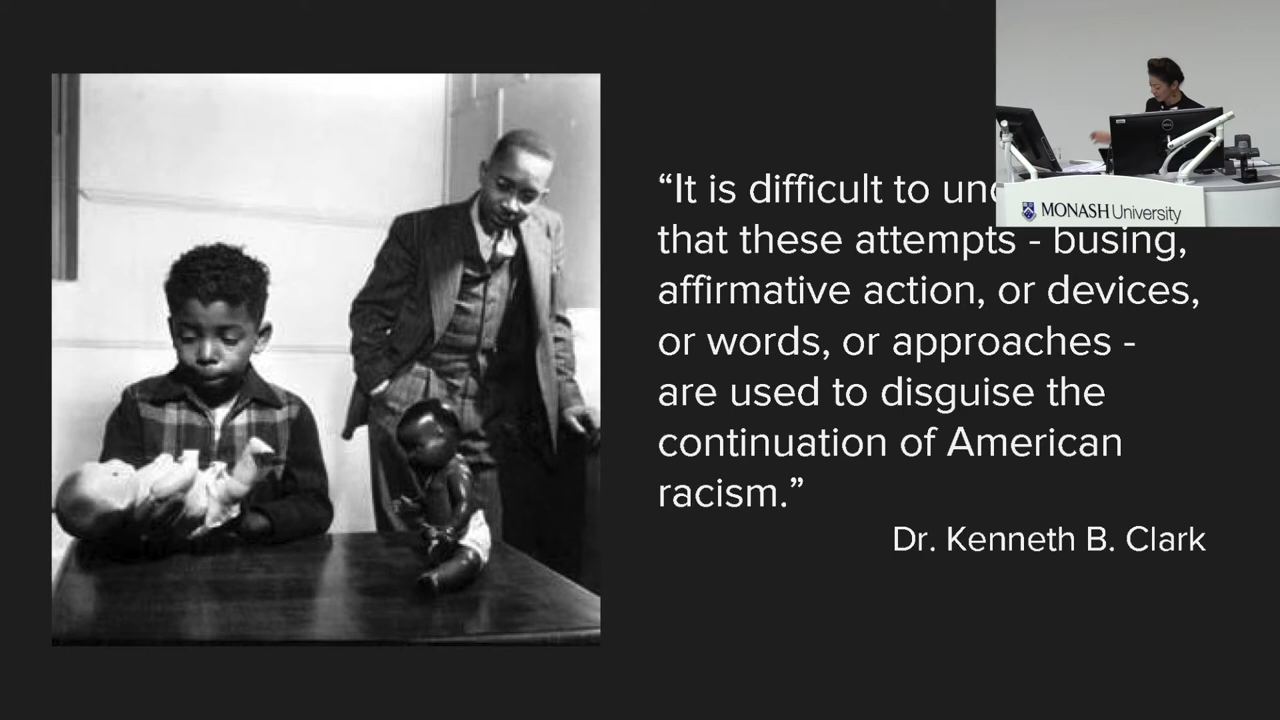 “It is difficult to
that these attempts - busing,
affirmative action, or devices,
or words, or approaches -
are used to disguise the
continuation of American
racism.”
Dr. Kenneth B. Clark
MONASH University